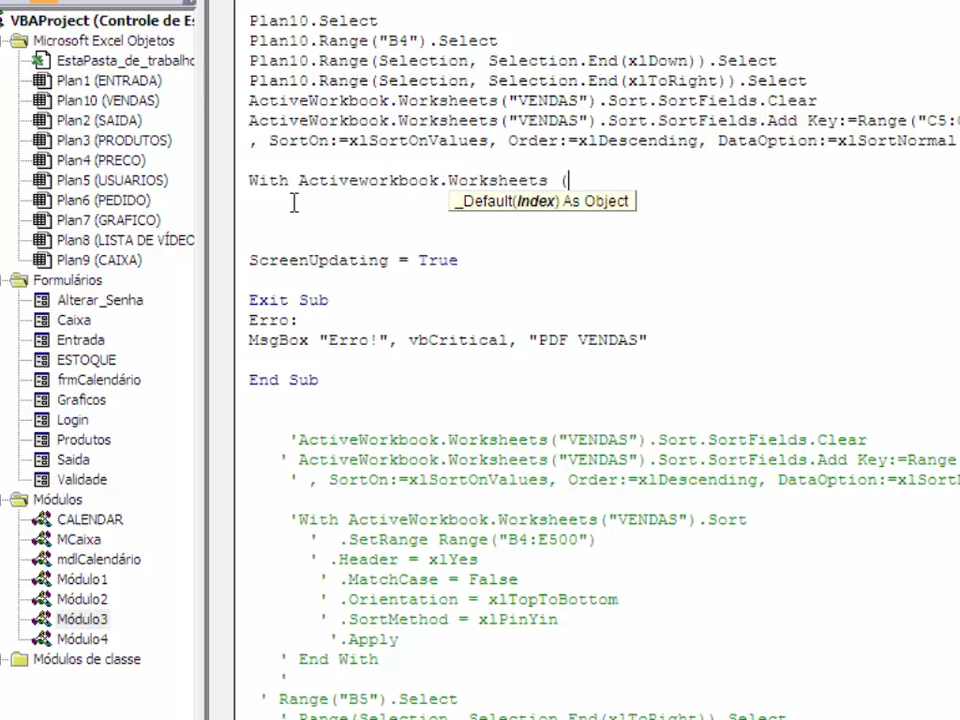 VBAProject (Controle de Es
Microsoft Excel Objetos
EstaPasta_de_trabalho
Plan1 (ENTRADA)
Plan10 (VENDAS)
Plan2 (SAIDA)
Plan3 (PRODUTOS)
Plan4 (PRECO)
Plan5 (USUARIOS)
Plan6 (PEDIDO)
Plan7 (GRAFICO)
Plan8 (LISTA DE VÍDEO
Plan9 (CAIXA)
Formulários
Alterar_Senha
Caixa
Entrada
ESTOQUE
frmCalendário
Graficos
Login
Produtos
Saida
Validade
Módulos
CALENDAR
MCaixa
mdlCalendário
Módulo1
Módulo2
Módulo3
Módulo4
Módulos de classe
Plan10.Select
Plan10.Range("B4").Select
Plan10.Range(Selection, Selection.End(xlDown)).Select
Plan10.Range(Selection, Selection.End(xlToRight)).Select
ActiveWorkbook.Worksheets("VENDAS").Sort.SortFields.Clear
ActiveWorkbook.Worksheets("VENDAS").Sort.SortFields.Add Key:=Range("C5:
, SortOn:=xlSortOnValues, Order:=xlDescending, DataOption:=xlSortNormal
With Activeworkbook.Worksheets (
_Default(Index) As Object
ScreenUpdating = True
Exit Sub
Erro:
MsgBox "Erro!", vbCritical, "PDF VENDAS"
End Sub
'ActiveWorkbook.Worksheets("VENDAS").Sort.SortFields.Clear
' ActiveWorkbook.Worksheets("VENDAS").Sort.SortFields.Add Key:=Range
' , SortOn:=xlSortOnValues, Order:=xlDescending, DataOption:=xlSortN
'With ActiveWorkbook.Worksheets("VENDAS").Sort
' .SetRange Range("B4:E500")
' .Header = xlYes
' .MatchCase = False
' .Orientation = xlTopToBottom
' .SortMethod = xlPinYin
'.Apply
' End With
'
' Range("B5").Select
' Range(Selection, Selection.End(xlToRight)).Select